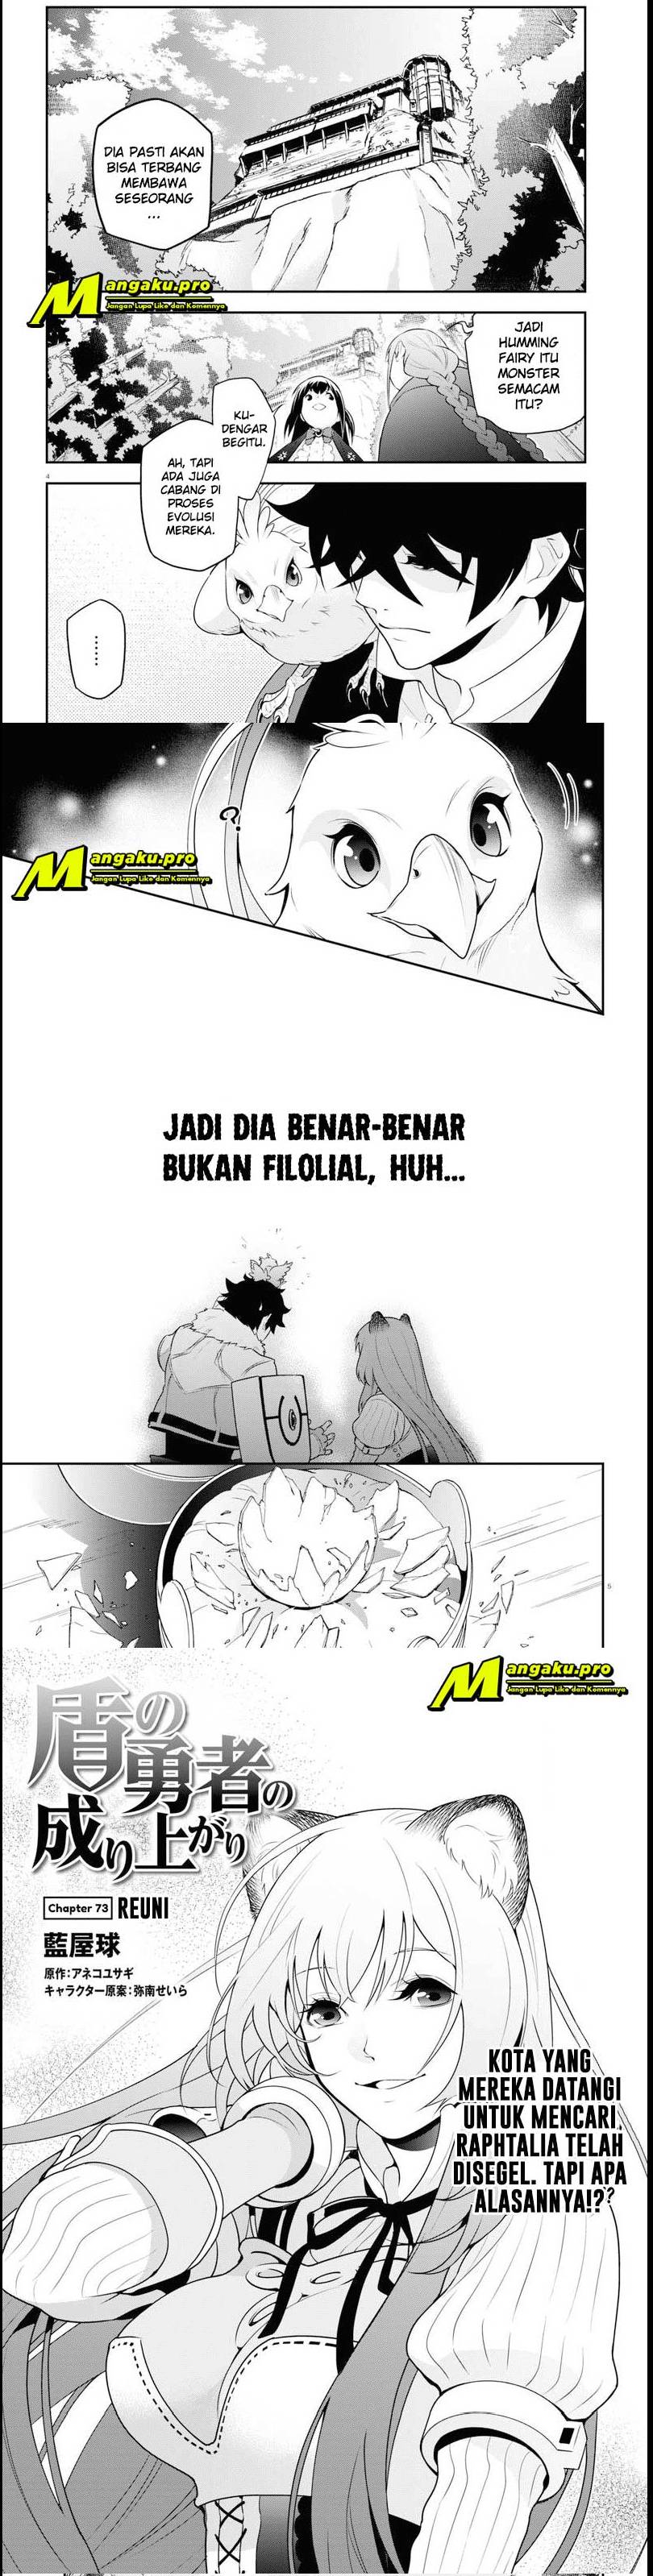 DIA PASTI AKAN
BISA TERBANG
MEMBAWA
SESEORANG
...
Mangaku.pro
Jangan Lupa Like dan Komennya
JADI
HUMMING
FAIRY ITU
MONSTER
SEMACAM
ITU?
KU-
DENGAR
BEGITU.
AH, TAPI
ADA JUGA
CABANG DI
PROSES
EVOLUSI
MEREKA.
4
......
?
Mangaku.pro
Jangan Lupa Like dan Komennya
JADI DIA BENAR-BENAR
BUKAN FILOLIAL, HUH...
5
Mangaku.pro
Jangan Lupa Like dan Komennya
盾の
勇者の
成り上がり
Chapter 73 REUNI
藍屋球
原作:アネコユサギ
キャラクター原案:弥南せいら
KOTA YANG
MEREKA DATANGI
UNTUK MENCARI
RAPHTALIA TELAH
DISEGEL. TAPI APA
ALASANNYA!??